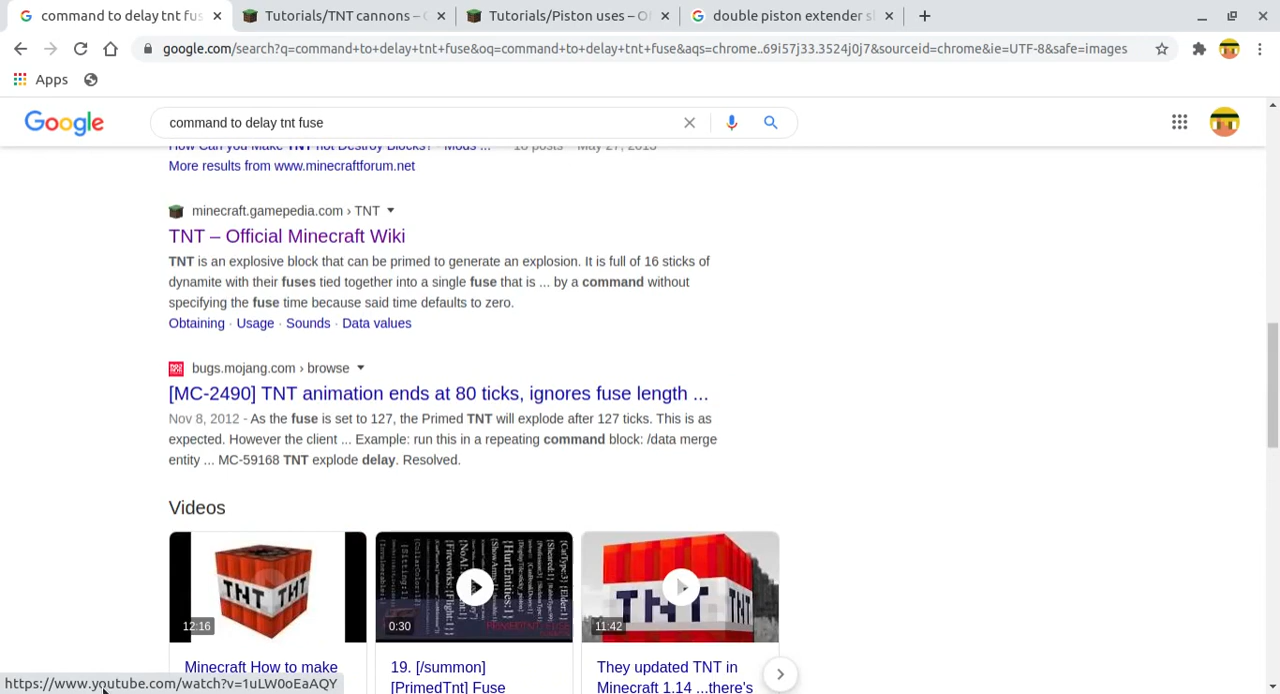 command to delay tnt fus
Tutorials/TNT cannons –
Tutorials/Piston uses – O
double piston extender s
google.com/search?q=command+to+delay+tnt+fuse&oq=command+to+delay+tnt+fuse&aqs=chrome..69i57j33.3524j0j7&sourceid=chrome&ie=UTF-8&safe=images
Apps
Google
command to delay tnt fuse
How Can you Make TNT not Destroy Blocks? - Mods ... 18 posts May 27, 2013
More results from www.minecraftforum.net
minecraft.gamepedia.com › TNT
TNT – Official Minecraft Wiki
TNT is an explosive block that can be primed to generate an explosion. It is full of 16 sticks of
dynamite with their fuses tied together into a single fuse that is ... by a command without
specifying the fuse time because said time defaults to zero.
Obtaining · Usage · Sounds · Data values
bugs.mojang.com › browse
[MC-2490] TNT animation ends at 80 ticks, ignores fuse length ...
Nov 8, 2012 - As the fuse is set to 127, the Primed TNT will explode after 127 ticks. This is as
expected. However the client ... Example: run this in a repeating command block: /data merge
entity ... MC-59168 TNT explode delay. Resolved.
Videos
TNT TNT
12:16
0:30
TNT TNT
11:42
Minecraft How to make
19. [/summon]
[PrimedTnt] Fuse
They updated TNT in
Minecraft 1.14 ...there's
https://www.youtube.com/watch?v=1uLW0oEaAQY